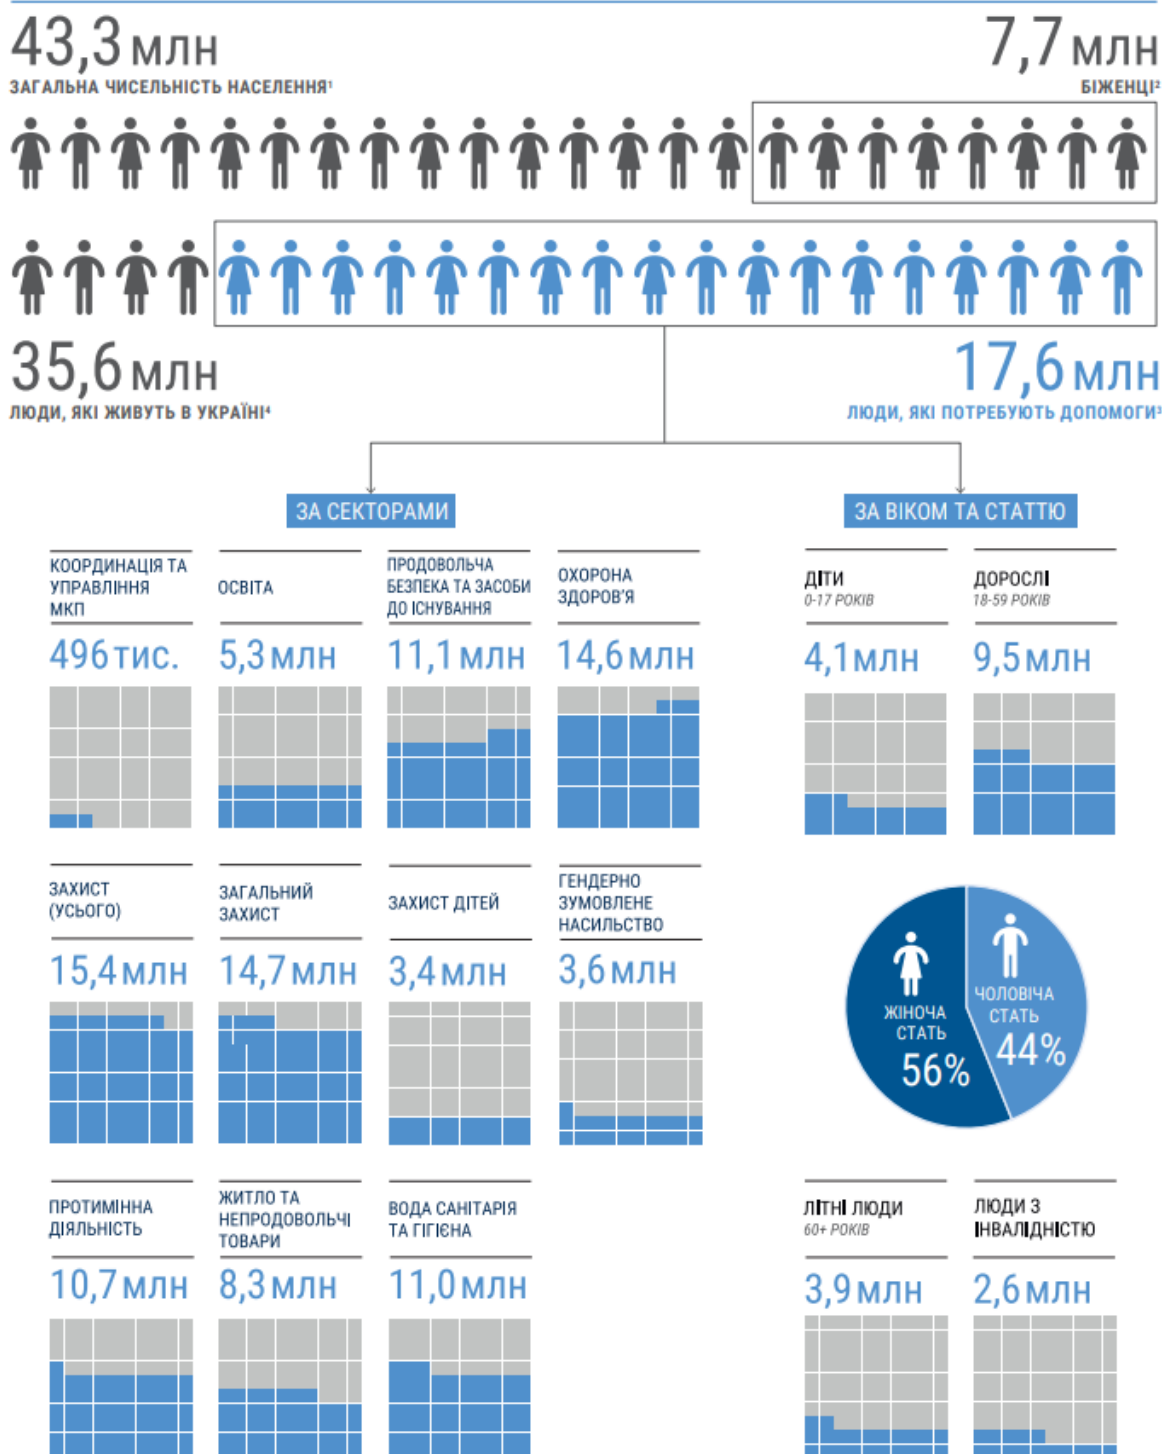 43,3 млн
ЗАГАЛЬНА ЧИСЕЛЬНІСТЬ НАСЕЛЕННЯ¹
7,7 млн
БІЖЕНЦІ²
35,6 млн
ЛЮДИ, ЯКІ ЖИВУТЬ В УКРАЇНІ⁴
17,6 млн
ЛЮДИ, ЯКІ ПОТРЕБУЮТЬ ДОПОМОГИ³
ЗА СЕКТОРАМИ
КООРДИНАЦІЯ ТА
УПРАВЛІННЯ
МКП
496 тис.
ОСВІТА
5,3 млн
ПРОДОВОЛЬЧА
БЕЗПЕКА ТА ЗАСОБИ
ДО ІСНУВАННЯ
11,1 млн
ОХОРОНА
ЗДОРОВ'Я
14,6 млн
ЗАХИСТ
(УСЬОГО)
15,4 млн
ЗАГАЛЬНИЙ
ЗАХИСТ
14,7 млн
ЗАХИСТ ДІТЕЙ
3,4 млн
ГЕНДЕРНО
ЗУМОВЛЕНЕ
НАСИЛЬСТВО
3,6 млн
ПРОТИМІННА
ДІЯЛЬНІСТЬ
10,7 млн
ЖИТЛО ТА
НЕПРОДОВОЛЬЧІ
ТОВАРИ
8,3 млн
ВОДА САНІТАРІЯ
ТА ГІГІЄНА
11,0 млн
ЗА ВІКОМ ТА СТАТТЮ
ДІТИ
0-17 РОКІВ
4,1 млн
ДОРОСЛІ
18-59 РОКІВ
9,5 млн
ЖІНОЧА
СТАТЬ
56%
ЧОЛОВІЧА
СТАТЬ
44%
ЛІТНІ ЛЮДИ
60+ РОКІВ
3,9 млн
ЛЮДИ З
ІНВАЛІДНІСТЮ
2,6 млн